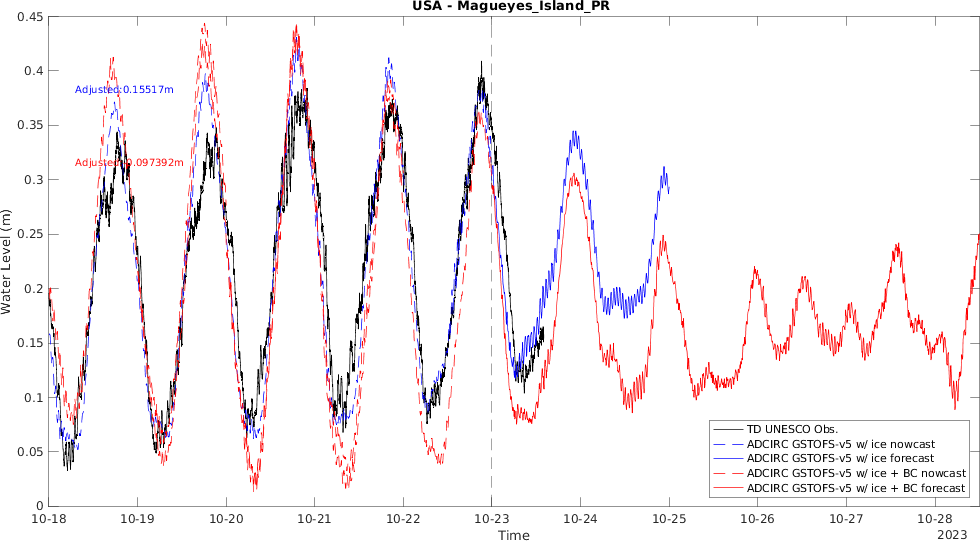 USA - Magueyes_Island_PR
0.45
0.4
0.35
0.3
0.25
0.2
0.15
0.1
0.05
0
Water Level (m)
Adjusted:0.15517m
Adjusted:0.097392m
TD UNESCO Obs.
ADCIRC GSTOFS-v5 w/ ice nowcast
ADCIRC GSTOFS-v5 w/ ice forecast
ADCIRC GSTOFS-v5 w/ ice + BC nowcast
ADCIRC GSTOFS-v5 w/ ice + BC forecast
10-18 10-19 10-20 10-21 10-22 10-23 10-24 10-25 10-26 10-27 10-28
Time
2023